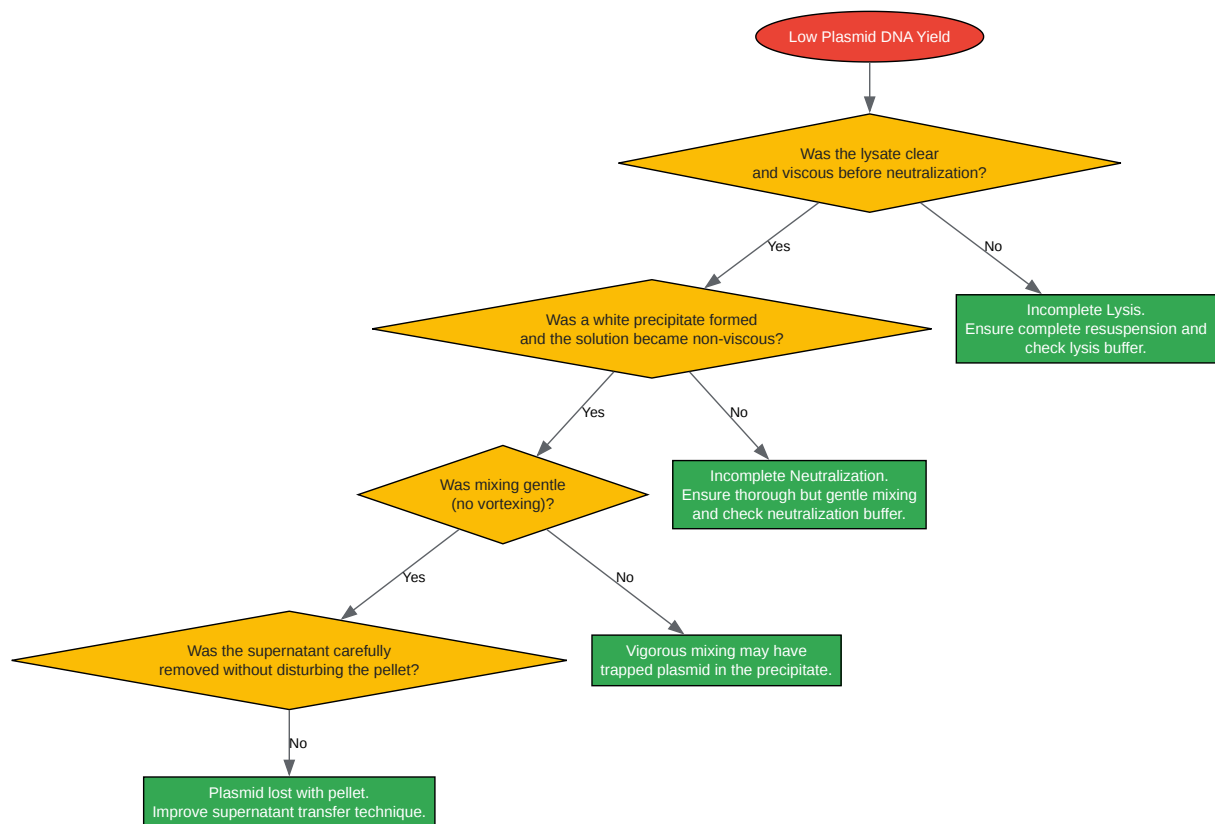 Low Plasmid DNA Yield
Was the lysate clear
and viscous before neutralization?
Yes
No
Was a white precipitate formed
and the solution became non-viscous?
Incomplete Lysis.
Ensure complete resuspension and
check lysis buffer.
Yes
No
Was mixing gentle
(no vortexing)?
Incomplete Neutralization.
Ensure thorough but gentle mixing
and check neutralization buffer.
Yes
No
Was the supernatant carefully
removed without disturbing the pellet?
Vigorous mixing may have
trapped plasmid in the precipitate.
No
Plasmid lost with pellet.
Improve supernatant transfer technique.